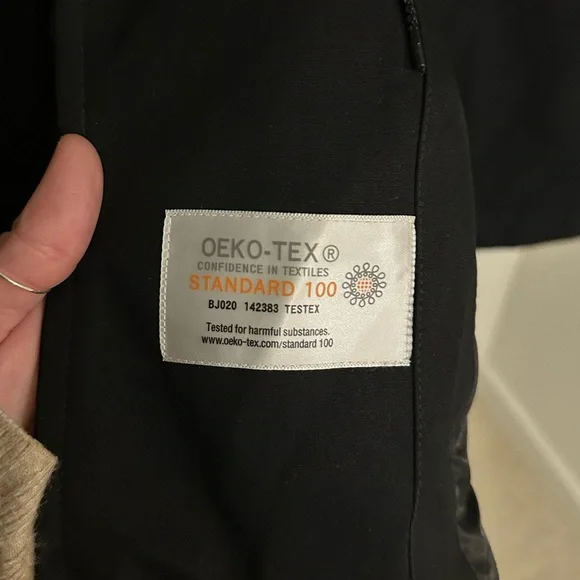 OEKO-TEX®
CONFIDENCE IN TEXTILES
STANDARD 100
BJ020 142383 TESTEX
Tested for harmful substances.
www.oeko-tex.com/standard 100